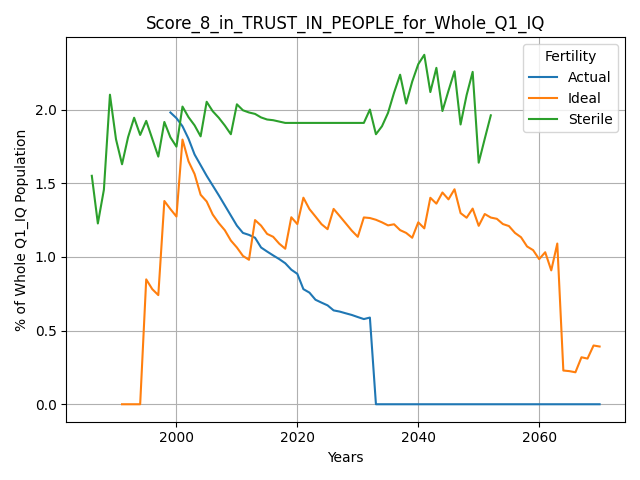 Score_8_in_TRUST_IN_PEOPLE_for_Whole_Q1_IQ
Fertility
Actual
Ideal
Sterile
% of Whole Q1_IQ Population
2.0
1.5
1.0
0.5
0.0
2000 2020 2040 2060
Years